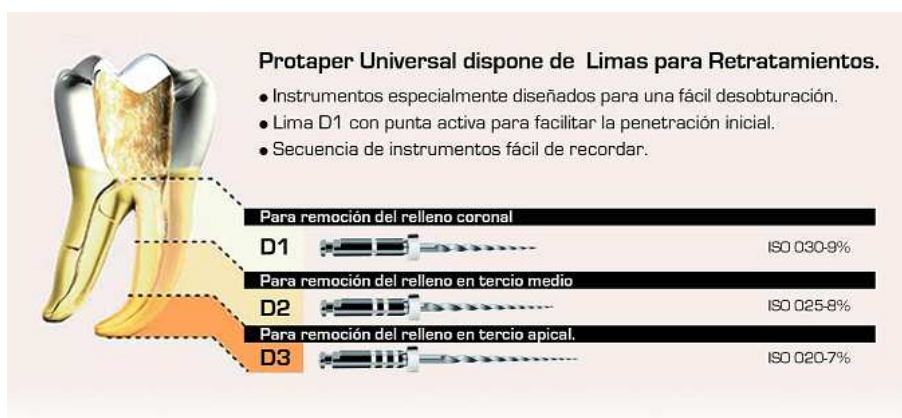 Protaper Universal dispone de Limas para Retratamientos.
• Instrumentos especialmente diseñados para una fácil desobturación.
• Lima D1 con punta activa para facilitar la penetración inicial.
• Secuencia de instrumentos fácil de recordar.
Para remoción del relleno coronal
D1 ISO 030-9%
Para remoción del relleno en tercio medio
D2 ISO 025-8%
Para remoción del relleno en tercio apical.
D3 ISO 020-7%